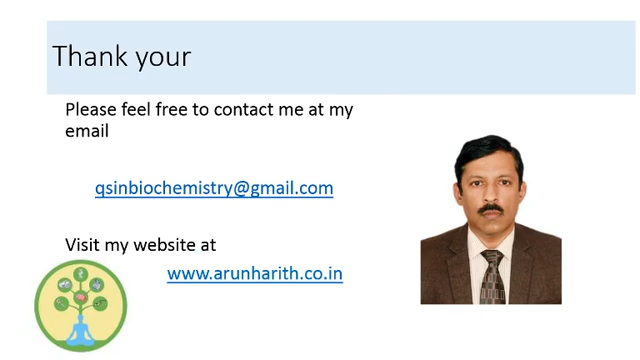 Thank your
Please feel free to contact me at my
email
qsinbiochemistry@gmail.com
Visit my website at
www.arunharith.co.in